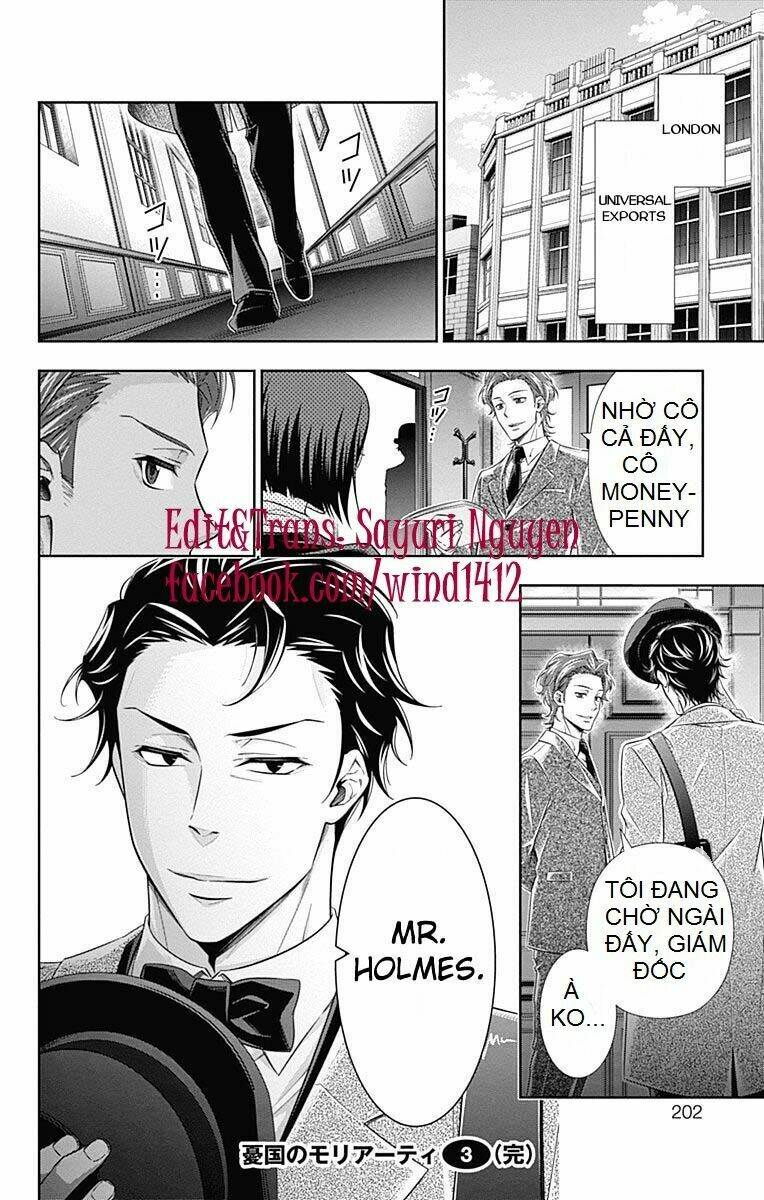 LONDON
UNIVERSAL
EXPORTS
コツ…
コツ…
NHỜ CÔ
CẢ ĐẤY,
CÔ
MONEY-
PENNY
コツ…
Edit&Trans: Sayuri Nguyen
facebook.com/wind1412
TÔI ĐANG
CHỜ NGÀI
ĐẤY, GIÁM
ĐỐC
À
KO...
MR.
HOLMES.
202
憂国のモリアーティ 3 (完)